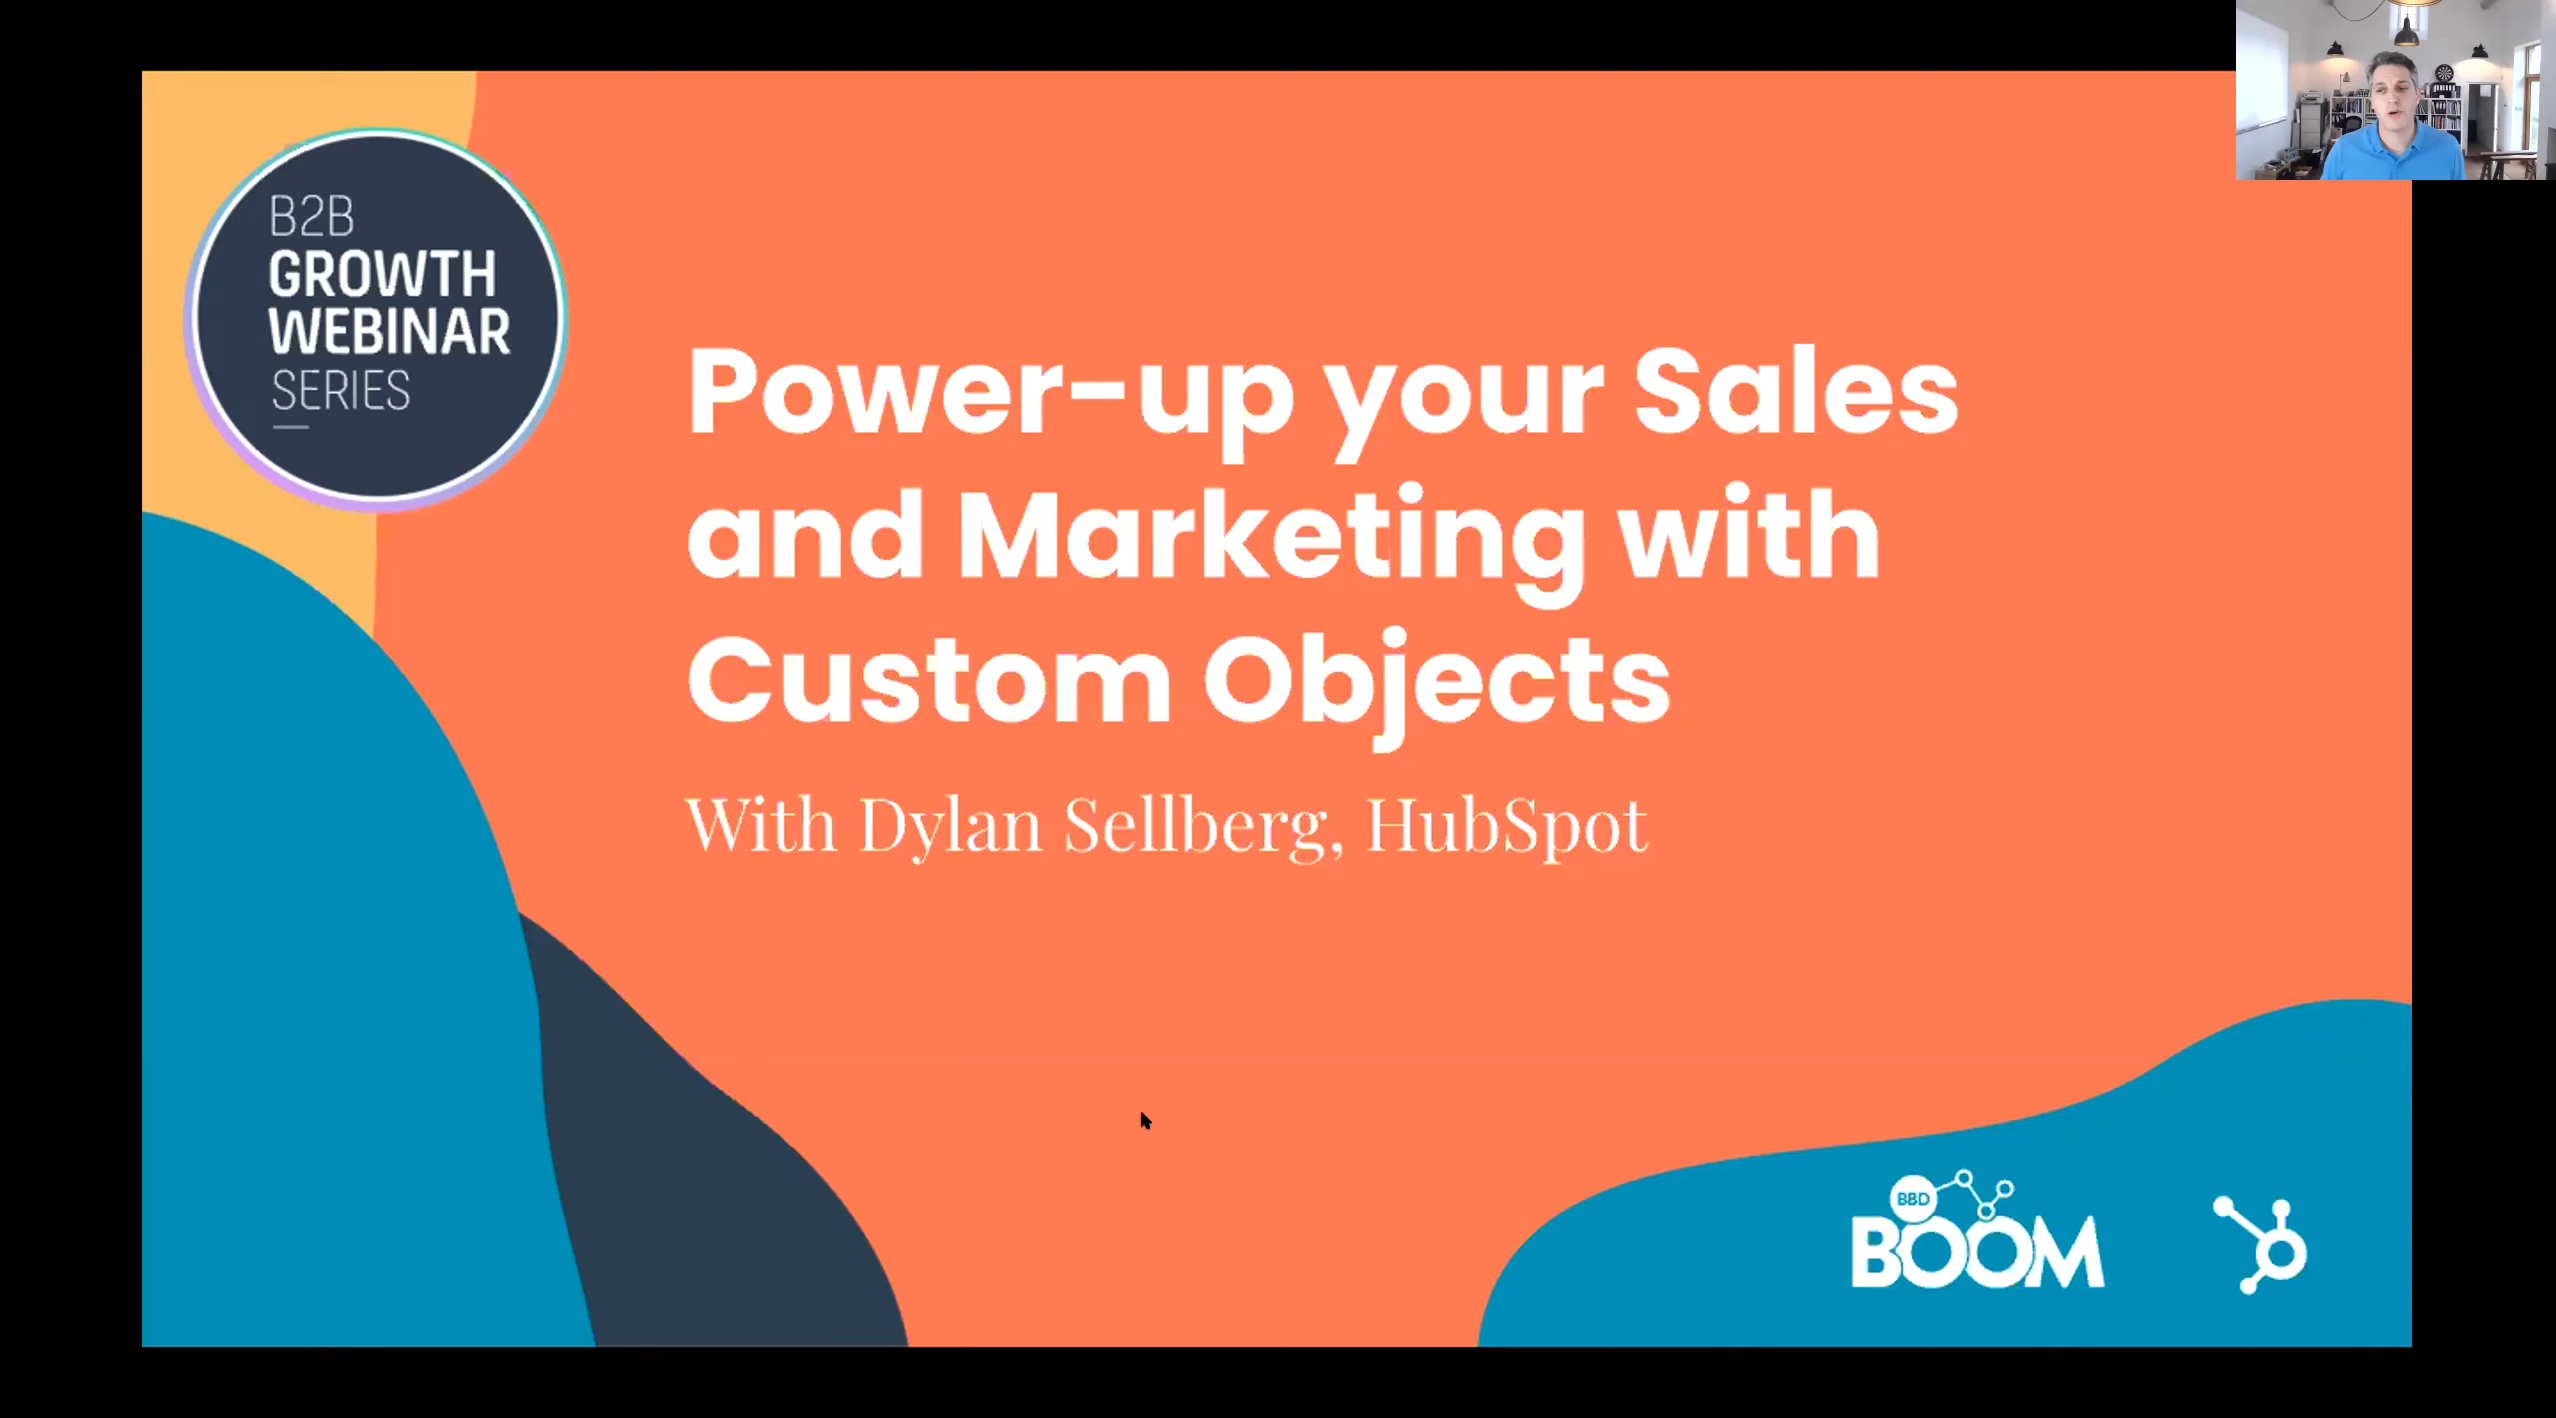 B2B
GROWTH
WEBINAR
SERIES
Power-up your Sales
and Marketing with
Custom Objects
With Dylan Sellberg, HubSpot
BBD
BOOM